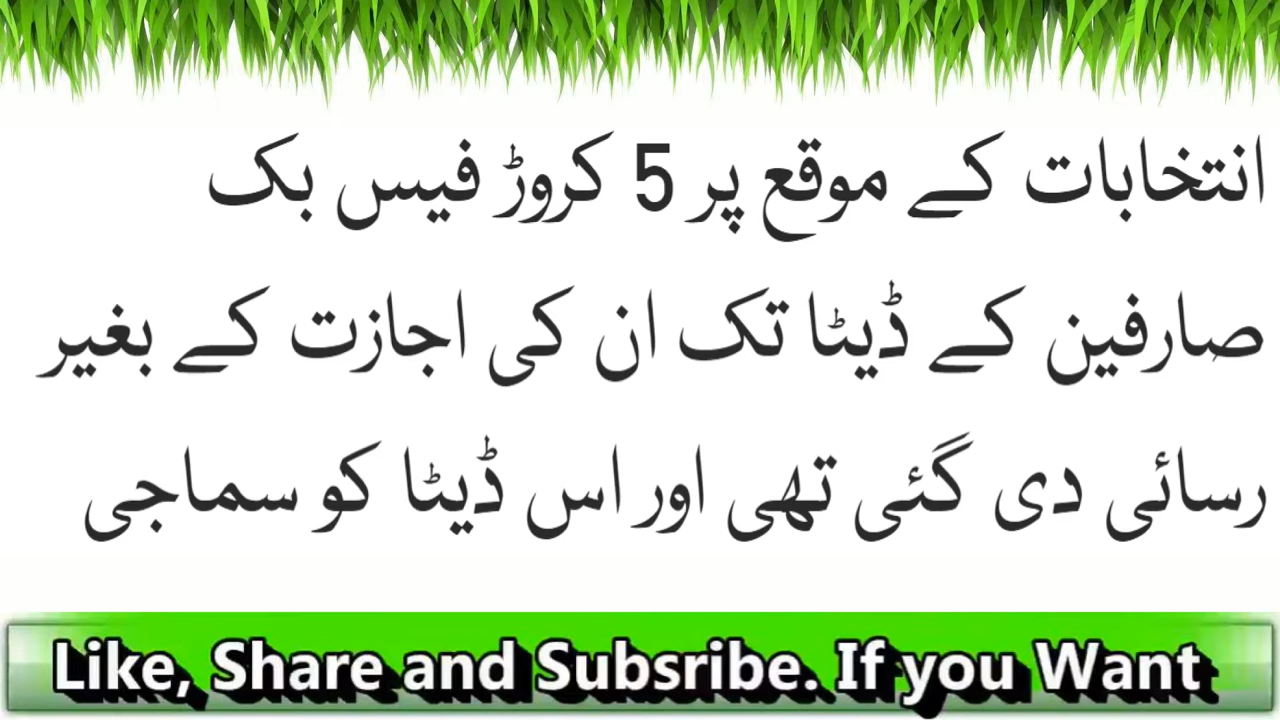 انتخابات کے موقع پر 5 کروڑ فیس بک
صارفین کے ڈیٹا تک ان کی اجازت کے بغیر
رسائی دی گئی تھی اور اس ڈیٹا کو سماجی
Like, Share and Subsribe. If you Want